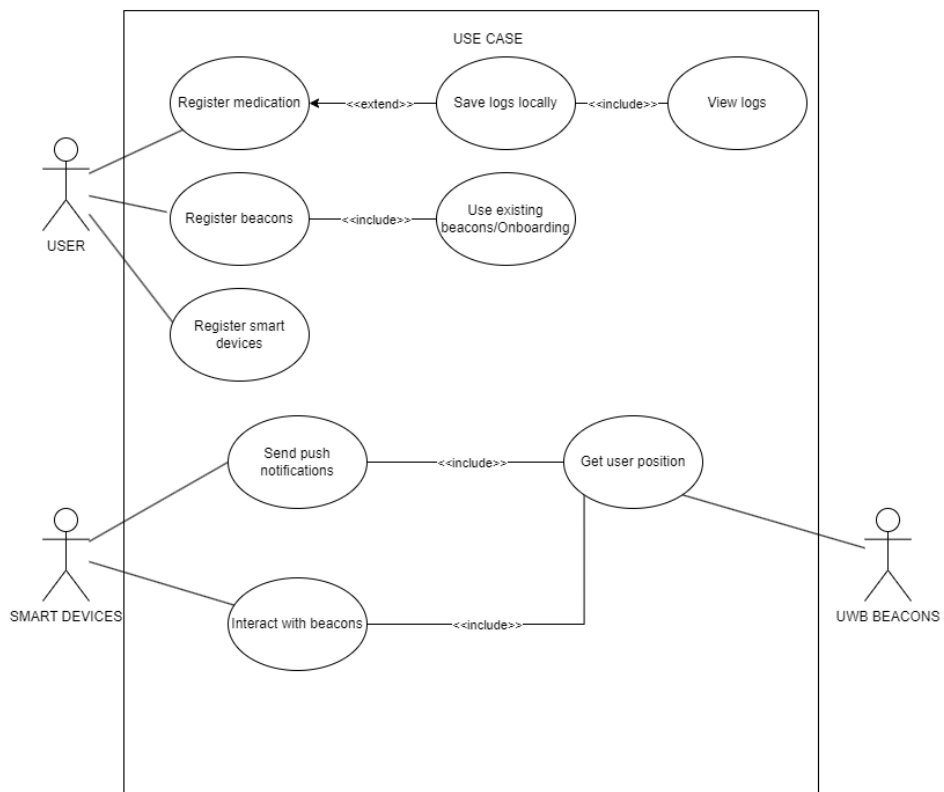 USE CASE
Register medication
<<extend>>
Save logs locally
<<include>>
View logs
USER
Register beacons
<<include>>
Use existing
beacons/Onboarding
Register smart
devices
Send push
notifications
<<include>>
Get user position
SMART DEVICES
Interact with beacons
<<include>>
UWB BEACONS